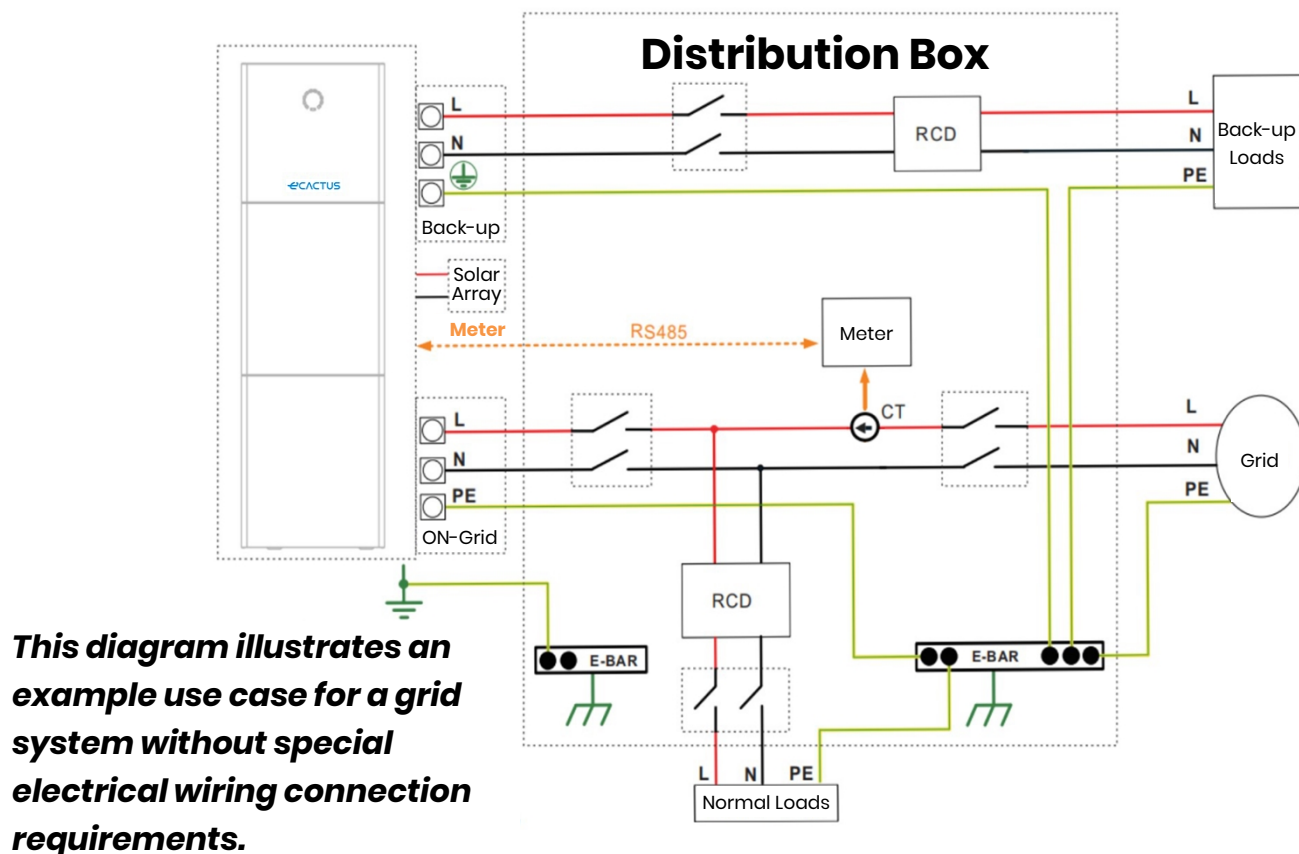 Distribution Box
L
N
Back-up
eCACTUS
RCD
L
N
PE
Back-up
Loads
Solar
Array
Meter
RS485
Meter
CT
L
N
PE
ON-Grid
L
N
PE
Grid
RCD
E-BAR
E-BAR
L
N
PE
Normal Loads
This diagram illustrates an
example use case for a grid
system without special
electrical wiring connection
requirements.